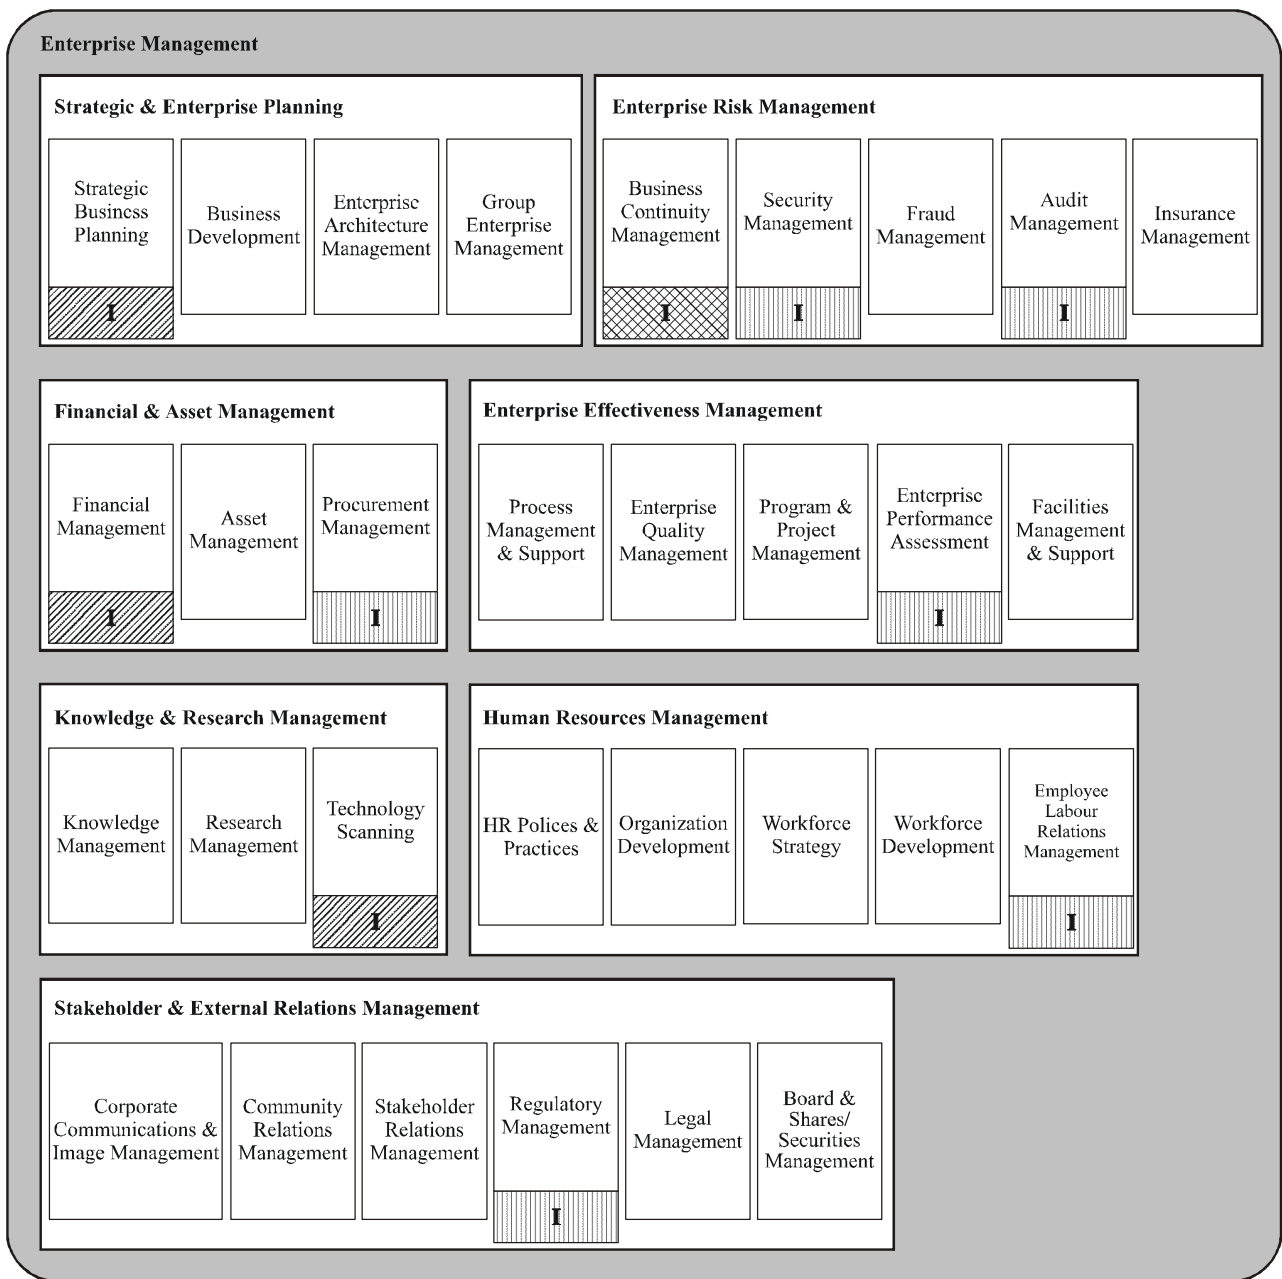 Enterprise Management
Strategic & Enterprise Planning
Strategic
Business
Planning
I
Business
Development
Enterprise
Architecture
Management
Group
Enterprise
Management
Enterprise Risk Management
Business
Continuity
Management
I
Security
Management
I
Fraud
Management
Audit
Management
I
Insurance
Management
Financial & Asset Management
Financial
Management
I
Asset
Management
Procurement
Management
I
Enterprise Effectiveness Management
Process
Management
& Support
Enterprise
Quality
Management
Program &
Project
Management
Enterprise
Performance
Assessment
I
Facilities
Management
& Support
Knowledge & Research Management
Knowledge
Management
Research
Management
Technology
Scanning
I
Human Resources Management
HR Polices &
Practices
Organization
Development
Workforce
Strategy
Workforce
Development
Employee
Labour
Relations
Management
I
Stakeholder & External Relations Management
Corporate
Communications &
Image Management
Community
Relations
Management
Stakeholder
Relations
Management
Regulatory
Management
I
Legal
Management
Board &
Shares/
Securities
Management